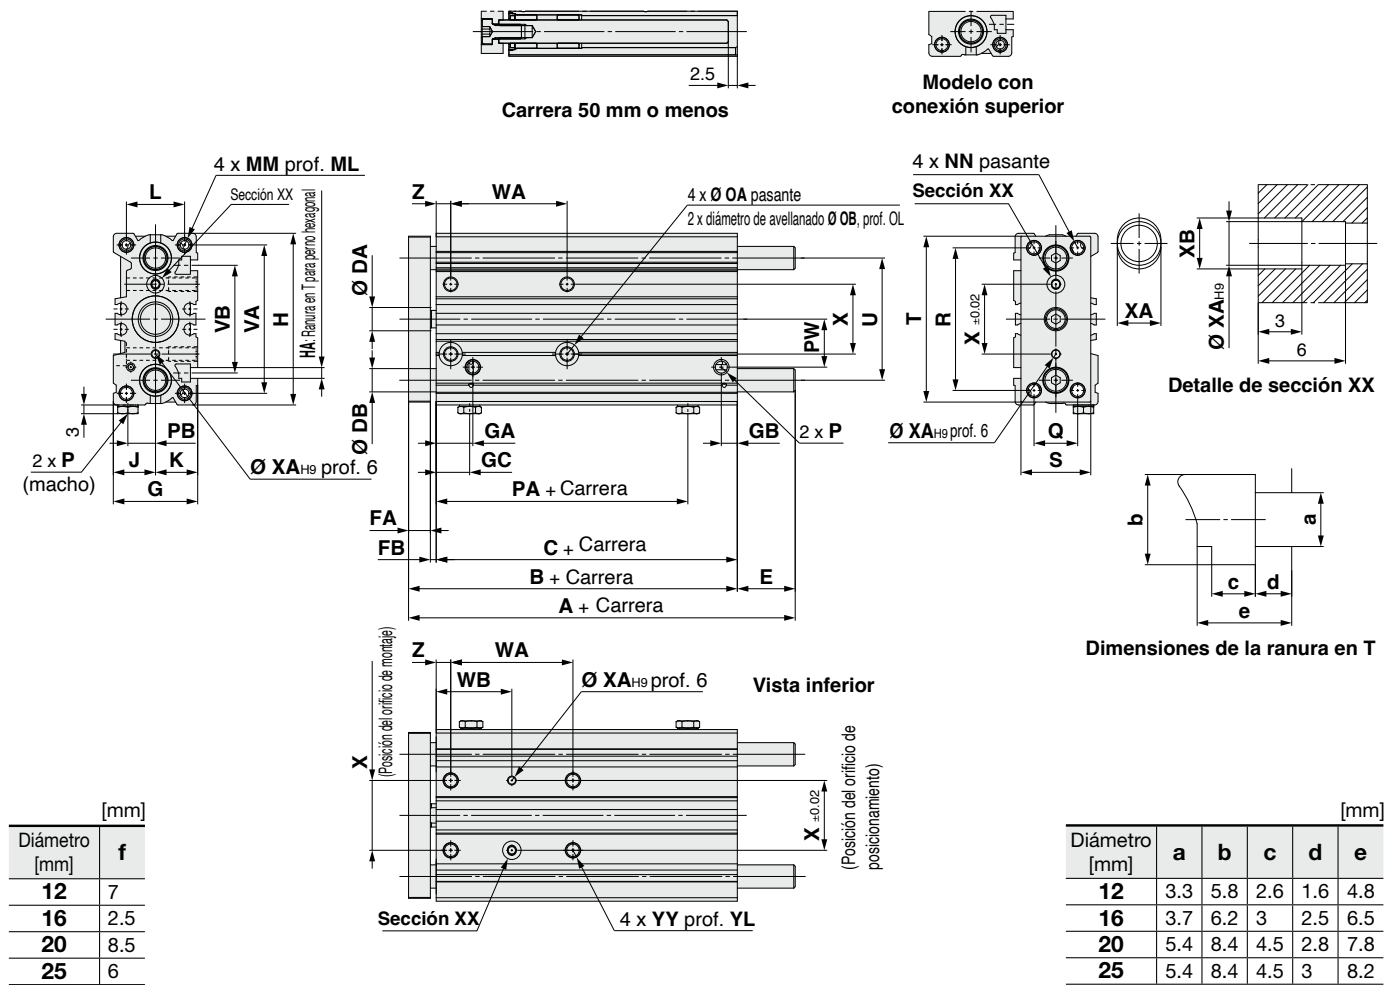 2.5
Carrera 50 mm o menos
Modelo con
conexión superior
4 x MM prof. ML
L
Sección XX
HA: Ranura en T para perno hexagonal
VB
VA
H
3
PB
J
K
G
2 x P
(macho)
Ø XAH9 prof. 6
Z
WA
4 x Ø OA pasante
2 x diámetro de avellanado Ø OB, prof. OL
Ø DA
Ø DB
PW
X
U
GA
GB
GC
2 x P
PA + Carrera
FA
FB
C + Carrera
B + Carrera
E
A + Carrera
4 x NN pasante
Sección XX
T
R
X ±0.02
Ø XAH9 prof. 6
Q
S
XA
XB
Ø XAH9
3
6
Detalle de sección XX
b
a
c
d
e
Dimensiones de la ranura en T
Z
WA
WB
Ø XAH9 prof. 6
Vista inferior
X
(Posición del orificio de montaje)
X ±0.02
(Posición del orificio de
posicionamiento)
Sección XX
4 x YY prof. YL
[mm]
Diámetro
[mm]
f
12 7
16 2.5
20 8.5
25 6
[mm]
Diámetro
[mm]
a b c d e
12 3.3 5.8 2.6 1.6 4.8
16 3.7 6.2 3 2.5 6.5
20 5.4 8.4 4.5 2.8 7.8
25 5.4 8.4 4.5 3 8.2